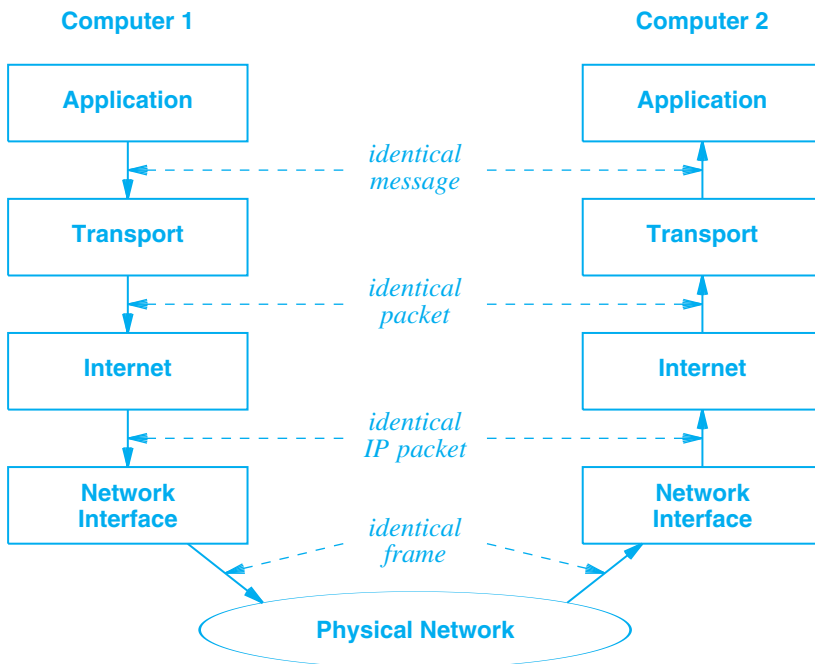 Computer 1
Computer 2
Application
Application
identical
message
Transport
Transport
identical
packet
Internet
Internet
identical
IP packet
Network
Interface
Network
Interface
identical
frame
Physical Network